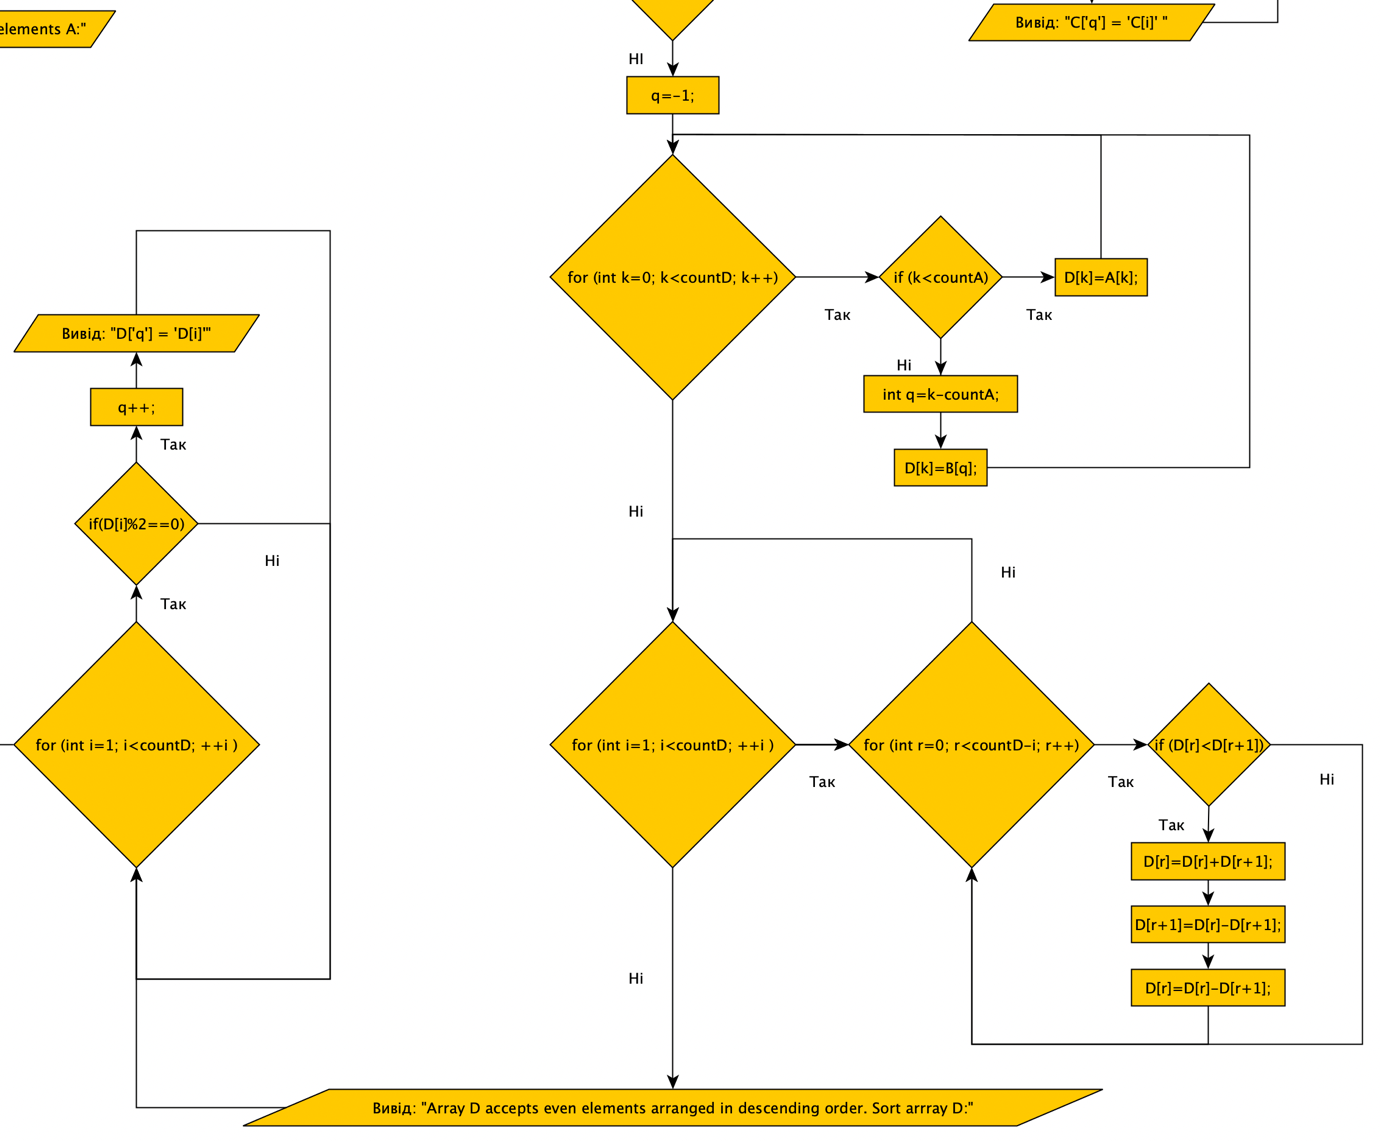 elements A:"
Вивід: "C['q'] = 'C[i]' "
НІ
q=-1;
for (int k=0; k<countD; k++)
Так
if (k<countA)
Так
D[k]=A[k];
Ні
int q=k-countA;
D[k]=B[q];
Ні
Вивід: "D['q'] = 'D[i]'"
q++;
Так
if(D[i]%2==0)
Ні
Так
for (int i=1; i<countD; ++i )
for (int i=1; i<countD; ++i )
Так
Ні
for (int r=0; r<countD-i; r++)
Так
if (D[r]<D[r+1])
Ні
Так
D[r]=D[r]+D[r+1];
D[r+1]=D[r]-D[r+1];
D[r]=D[r]-D[r+1];
Ні
Вивід: "Array D accepts even elements arranged in descending order. Sort arrray D:"